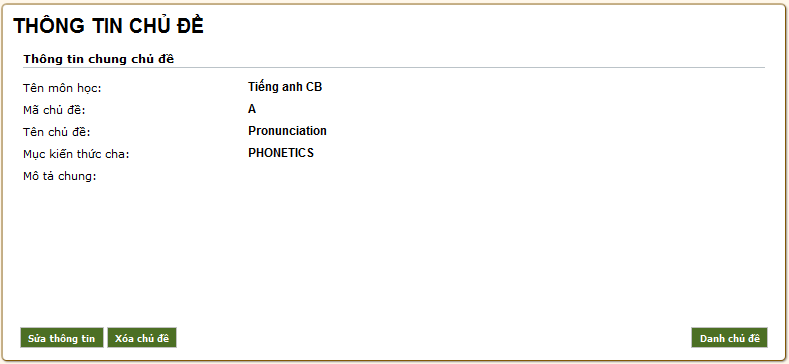 THÔNG TIN CHỦ ĐỀ
Thông tin chung chủ đề
Tên môn học: Tiếng anh CB
Mã chủ đề: A
Tên chủ đề: Pronunciation
Mục kiến thức cha: PHONETICS
Mô tả chung:
Sửa thông tin Xóa chủ đề Danh chủ đề